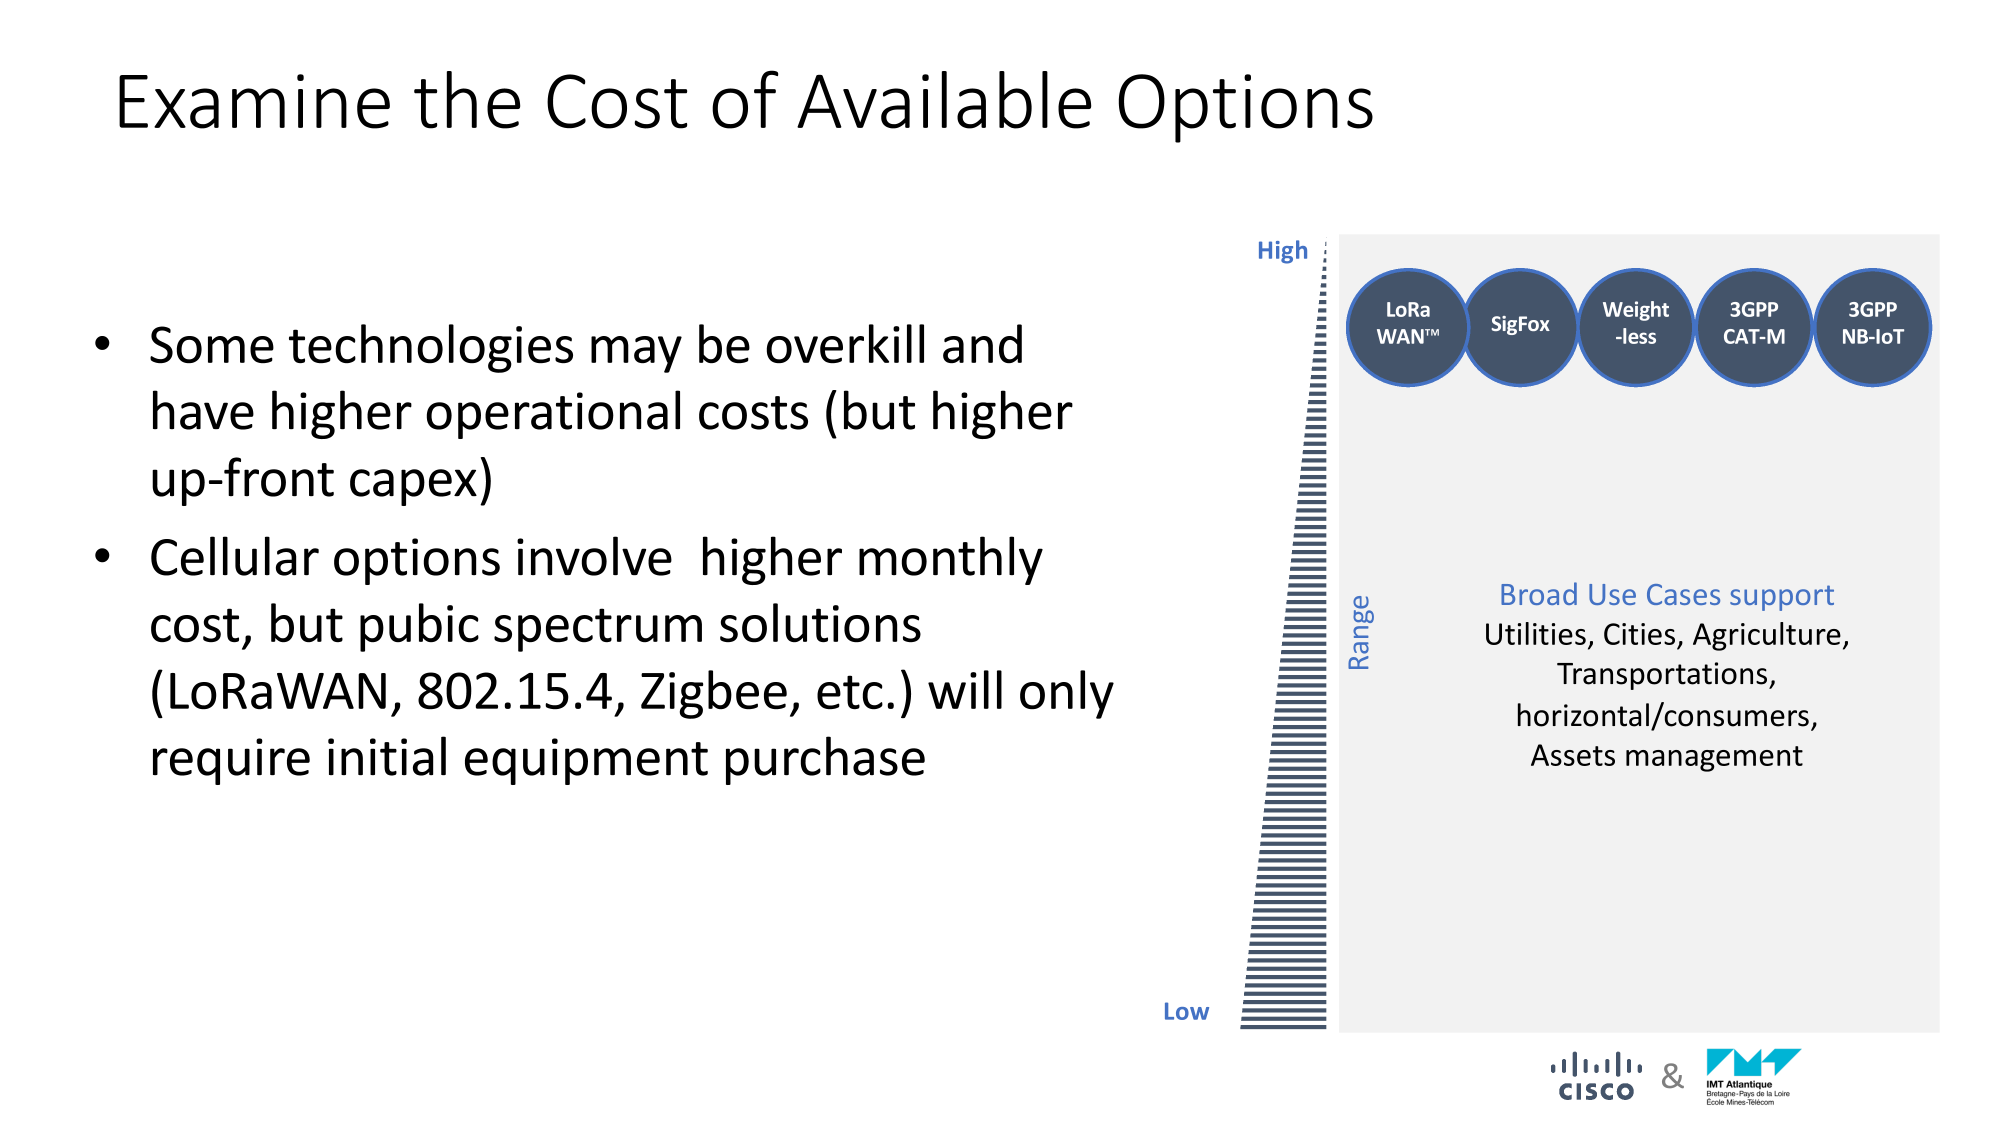 Examine the Cost of Available Options
• Some technologies may be overkill and
have higher operational costs (but higher
up-front capex)
• Cellular options involve  higher monthly
cost, but pubic spectrum solutions
(LoRaWAN, 802.15.4, Zigbee, etc.) will only
require initial equipment purchase
High
LoRa
WAN™
SigFox
Weight
-less
3GPP
CAT-M
3GPP
NB-IoT
Range
Broad Use Cases support
Utilities, Cities, Agriculture,
Transportations,
horizontal/consumers,
Assets management
Low
CISCO
&
IMT Atlantique
Bretagne-Pays de la Loire
École Mines-Télécom